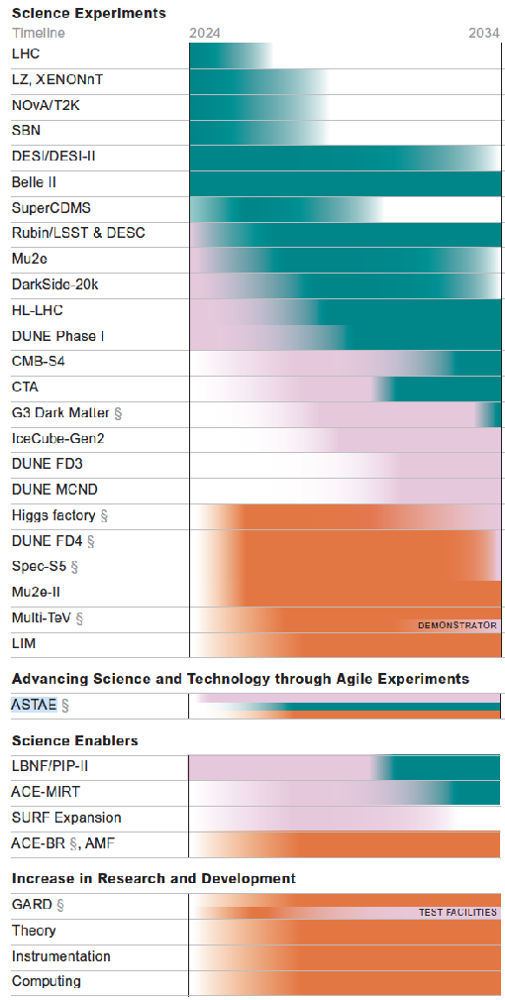 Science Experiments
Timeline 2024 2034
LHC
LZ, XENONnT
NOvA/T2K
SBN
DESI/DESI-II
Belle II
SuperCDMS
Rubin/LSST & DESC
Mu2e
DarkSide-20k
HL-LHC
DUNE Phase I
CMB-S4
CTA
G3 Dark Matter §
IceCube-Gen2
DUNE FD3
DUNE MCND
Higgs factory §
DUNE FD4 §
Spec-S5 §
Mu2e-II
Multi-TeV § DEMONSTRATOR
LIM
Advancing Science and Technology through Agile Experiments
ASTAE §
Science Enablers
LBNF/PIP-II
ACE-MIRT
SURF Expansion
ACE-BR §, AMF
Increase in Research and Development
GARD § TEST FACILITIES
Theory
Instrumentation
Computing